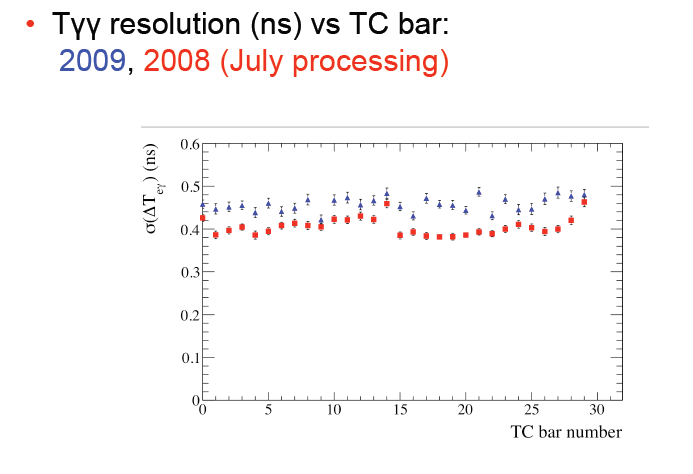 • Tγγ resolution (ns) vs TC bar:
2009, 2008 (July processing)
σ(ΔT_eγ) (ns)
0.6
0.5
0.4
0.3
0.2
0.1
0
0 5 10 15 20 25 30
TC bar number